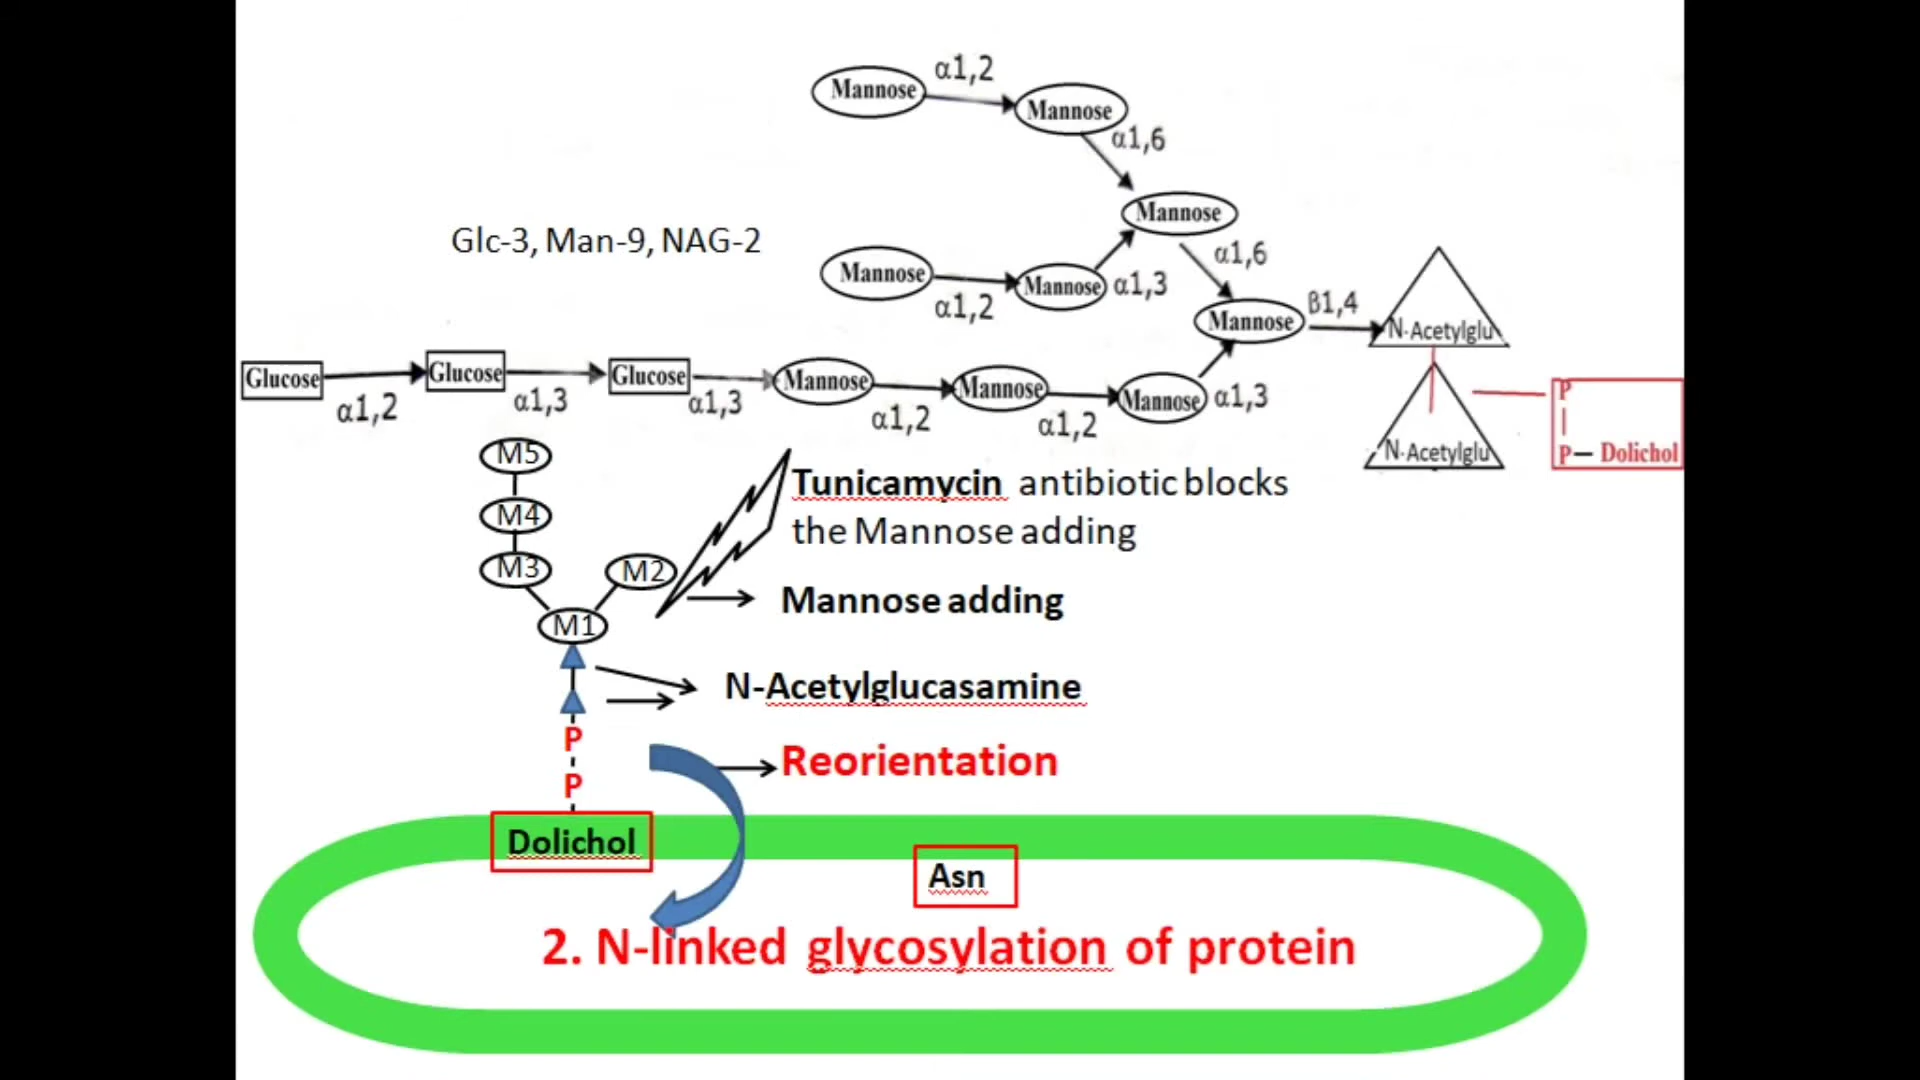 Mannose
α1,2
Mannose
α1,6
Mannose
Glc-3, Man-9, NAG-2
α1,6
Mannose
α1,2
Mannose
α1,3
Mannose
β1,4
N-Acetylglu
Glucose
α1,2
Glucose
α1,3
Glucose
α1,3
Mannose
α1,2
Mannose
α1,2
Mannose
α1,3
N-Acetylglu
P
P
Dolichol
M5
M4
M3
M2
M1
Tunicamycin antibiotic blocks
the Mannose adding
Mannose adding
N-Acetylglucasamine
P
P
Reorientation
Dolichol
Asn
2. N-linked glycosylation of protein